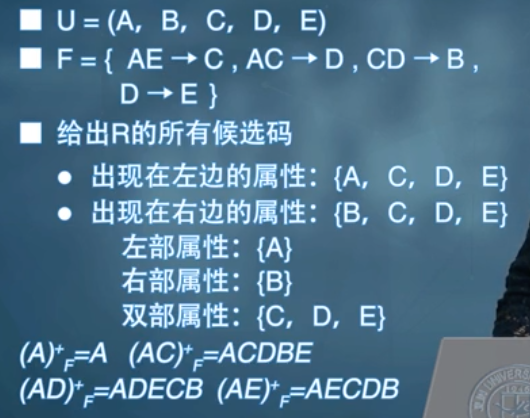 ■ U = (A, B, C, D, E)
■ F = { AE → C , AC → D , CD → B ,
D → E }
■ 给出R的所有候选码
● 出现在左边的属性：{A, C, D, E}
● 出现在右边的属性：{B, C, D, E}
左部属性：{A}
右部属性：{B}
双部属性：{C, D, E}
(A)⁺F=A (AC)⁺F=ACDBE
(AD)⁺F=ADECB (AE)⁺F=AECDB